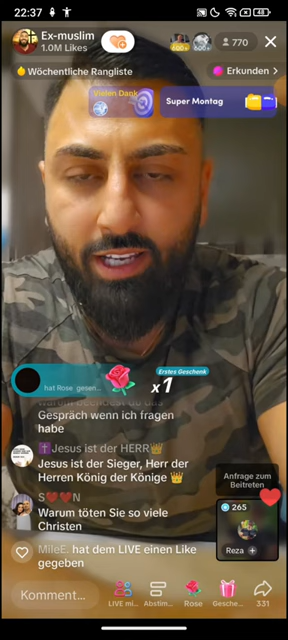 22:37
48
Ex-muslim
1.0M Likes
600+
600+
770
Wöchentliche Rangliste
Erkunden >
Vielen Dank
Super Montag
Erstes Geschenk
hat Rose gesen...
x1
Gespräch wenn ich fragen
habe
Jesus ist der HERR
Jesus ist der Sieger, Herr der
Herren König der Könige
S❤️❤️N
Warum töten Sie so viele
Christen
MileE. hat dem LIVE einen Like
gegeben
Anfrage zum
Beitreten
265
Reza +
Komment...
LIVE mi...
Abstim...
Rose
Gesche...
331